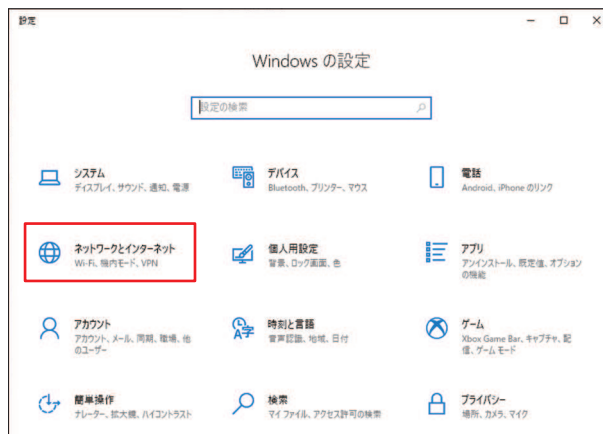 設定
Windows の設定
設定の検索
システム
ディスプレイ、サウンド、通知、電源
デバイス
Bluetooth、プリンター、マウス
電話
Android、iPhone のリンク
ネットワークとインターネット
Wi-Fi、機内モード、VPN
個人用設定
背景、ロック画面、色
アプリ
アンインストール、既定値、オプション
の機能
アカウント
アカウント、メール、同期、職場、他
のユーザー
時刻と言語
音声認識、地域、日付
ゲーム
Xbox Game Bar、キャプチャ、配
信、ゲーム モード
簡単操作
ナレーター、拡大機、ハイコントラスト
検索
マイ ファイル、アクセス許可の検索
プライバシー
場所、カメラ、マイク